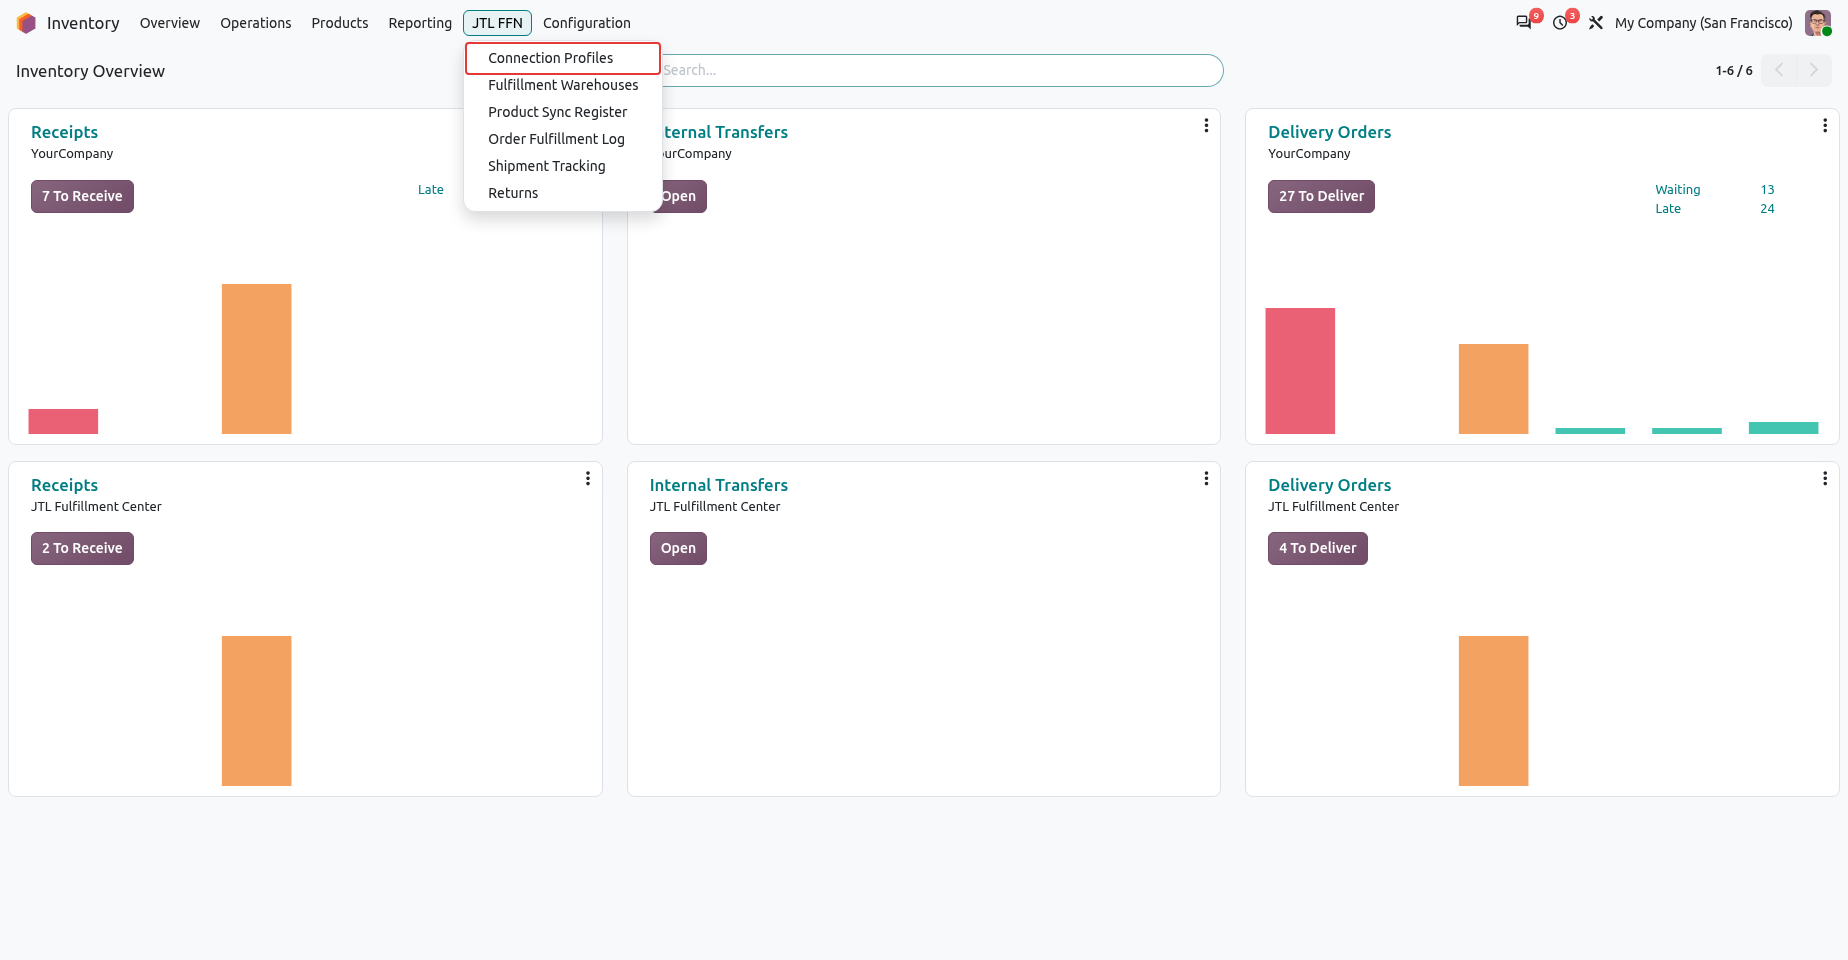 Inventory Overview Operations Products Reporting JTL FFN Configuration 9 3 My Company (San Francisco)
Connection Profiles
Fulfillment Warehouses
Product Sync Register
Order Fulfillment Log
Shipment Tracking
Returns
Inventory Overview Search... 1-6 / 6
Receipts
YourCompany
7 To Receive Late
ternal Transfers
urCompany
Open
Delivery Orders
YourCompany
27 To Deliver Waiting 13
Late 24
Receipts
JTL Fulfillment Center
2 To Receive
Internal Transfers
JTL Fulfillment Center
Open
Delivery Orders
JTL Fulfillment Center
4 To Deliver